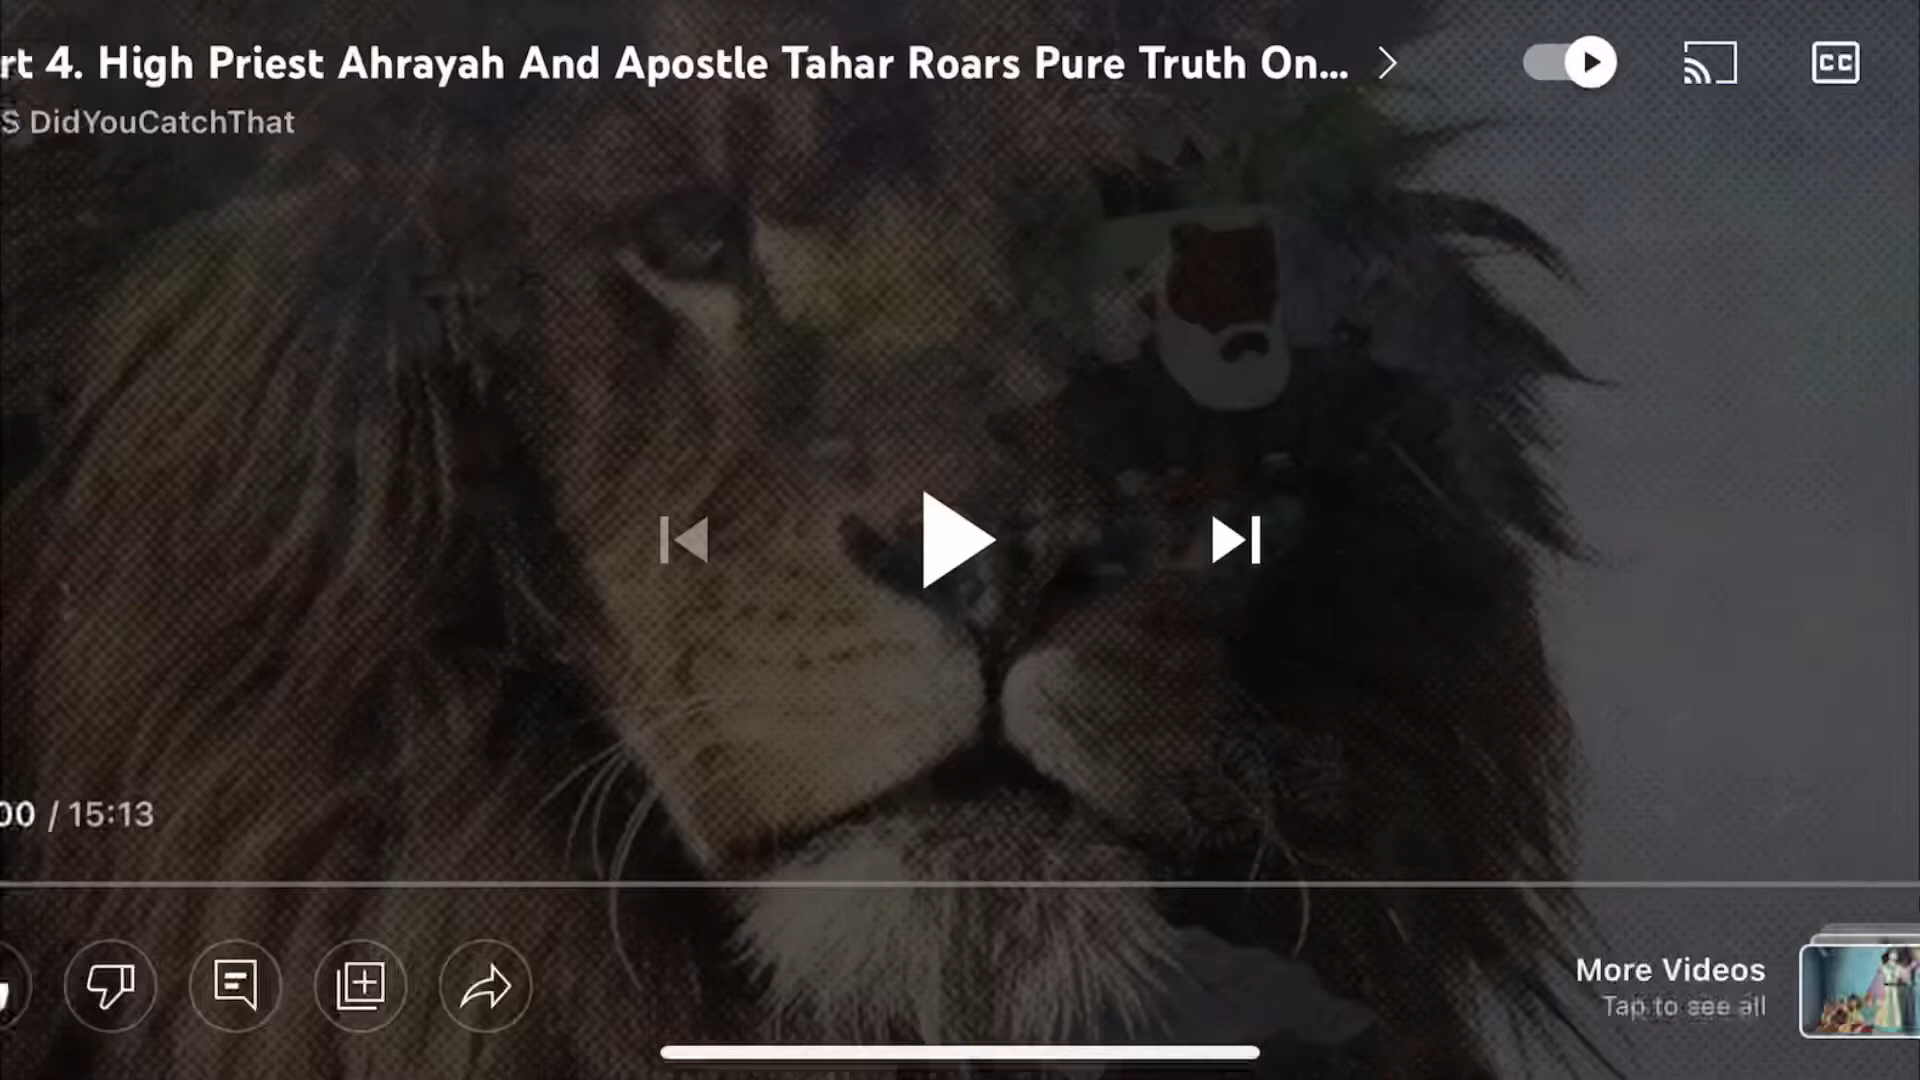 rt 4. High Priest Ahrayah And Apostle Tahar Roars Pure Truth On...
CC
S DidYouCatchThat
00 / 15:13
More Videos
Tap to see all